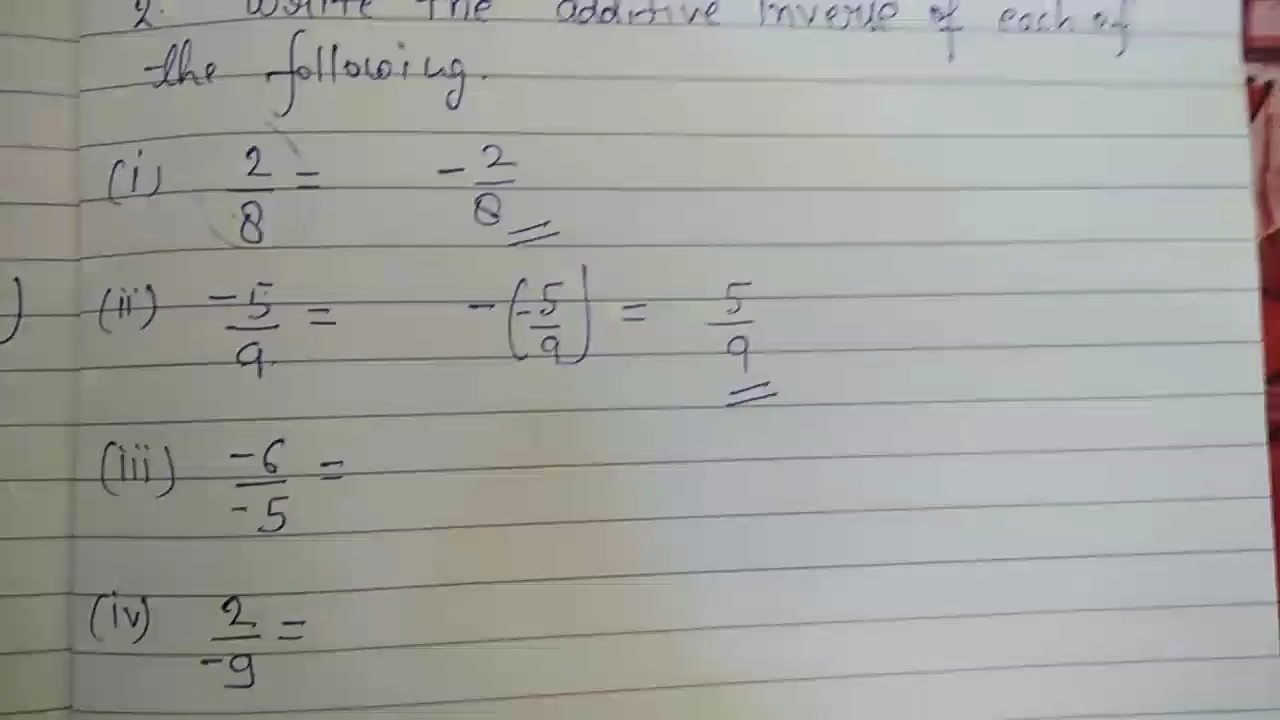 2. Write the additive inverse of each of
the following.
(i) 2/8 = -2/8
) (ii) -5/9 = -(-5/9) = 5/9
(iii) -6/-5 =
(iv) 2/-9 =